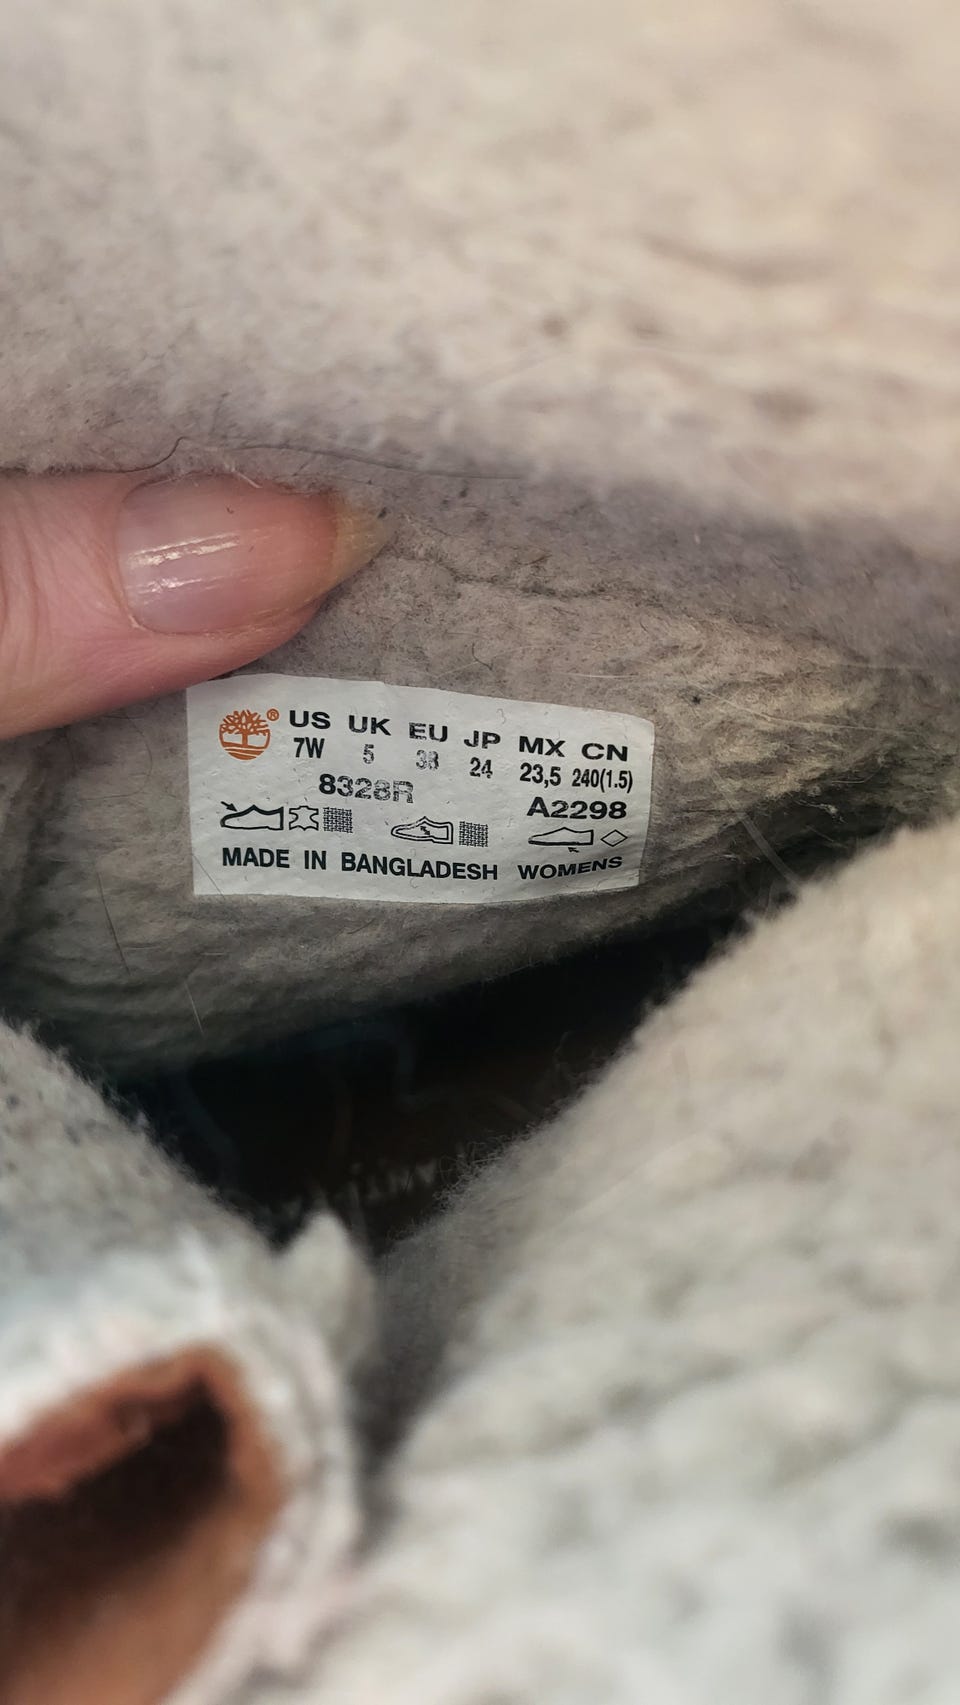 ® US UK EU JP MX CN
7W 5 38 24 23,5 240(1.5)
8328R A2298
MADE IN BANGLADESH WOMENS